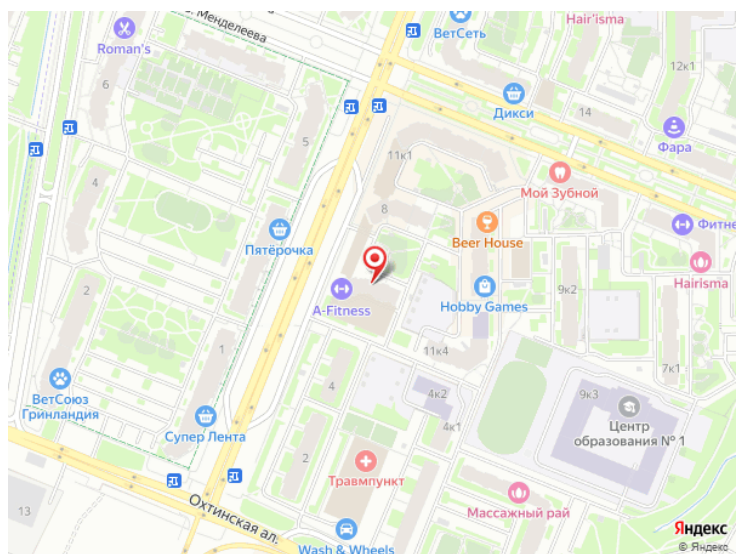 . Менделеева
Roman's
6
ВетСеть
Hair'isma
12к1
Дикси
14
Фара
5
11к1
Мой Зубной
4
8
Beer House
Фитне
Пятёрочка
Hairisma
2
A-Fitness
Hobby Games
9к2
1
11к4
7к1
ВетСоюз
Гринландия
4
4к2
9к3
Супер Лента
4к1
Центр
образования № 1
2
Травмпункт
Охтинская ал.
13
Массажный рай
Wash & Wheels
Яндекс
© Яндекс